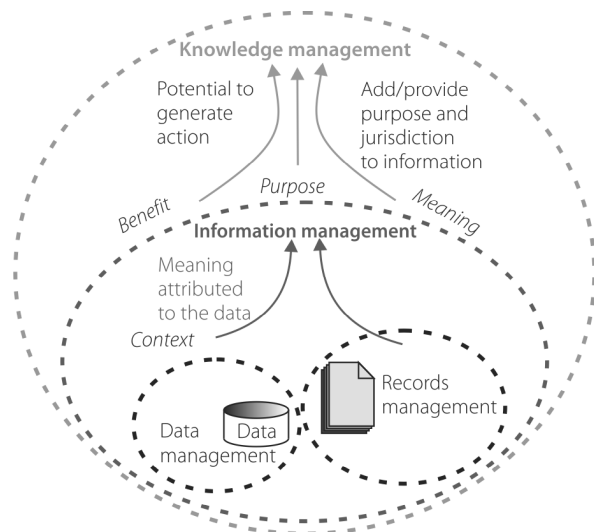 Knowledge management
Potential to
generate
action
Add/provide
purpose and
jurisdiction
to information
Benefit
Purpose
Meaning
Information management
Meaning
attributed
to the data
Context
Data
management
Data
Records
management